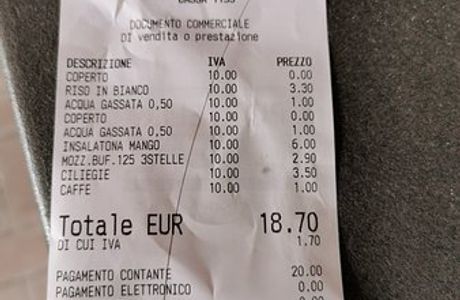 DOCUMENTO COMMERCIALE
DI vendita o prestazione
DESCRIZIONE IVA PREZZO
COPERTO 10.00 0.00
RISO IN BIANCO 10.00 3.30
ACQUA GASSATA 0,50 10.00 1.00
COPERTO 10.00 0.00
ACQUA GASSATA 0,50 10.00 1.00
INSALATONA MANGO 10.00 6.00
MOZZ.BUF.125 3STELLE 10.00 2.90
CILIEGIE 10.00 3.50
CAFFE 10.00 1.00
Totale EUR 18.70
DI CUI IVA 1.70
PAGAMENTO CONTANTE 20.00
PAGAMENTO ELETTRONICO 0.00